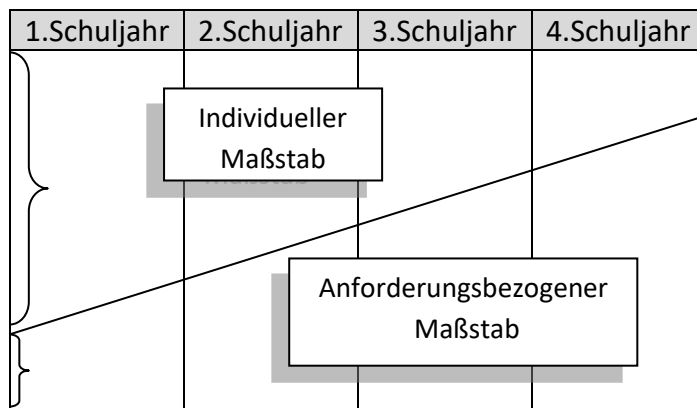 1.Schuljahr 2.Schuljahr 3.Schuljahr 4.Schuljahr
Individueller
Maßstab
Anforderungsbezogener
Maßstab